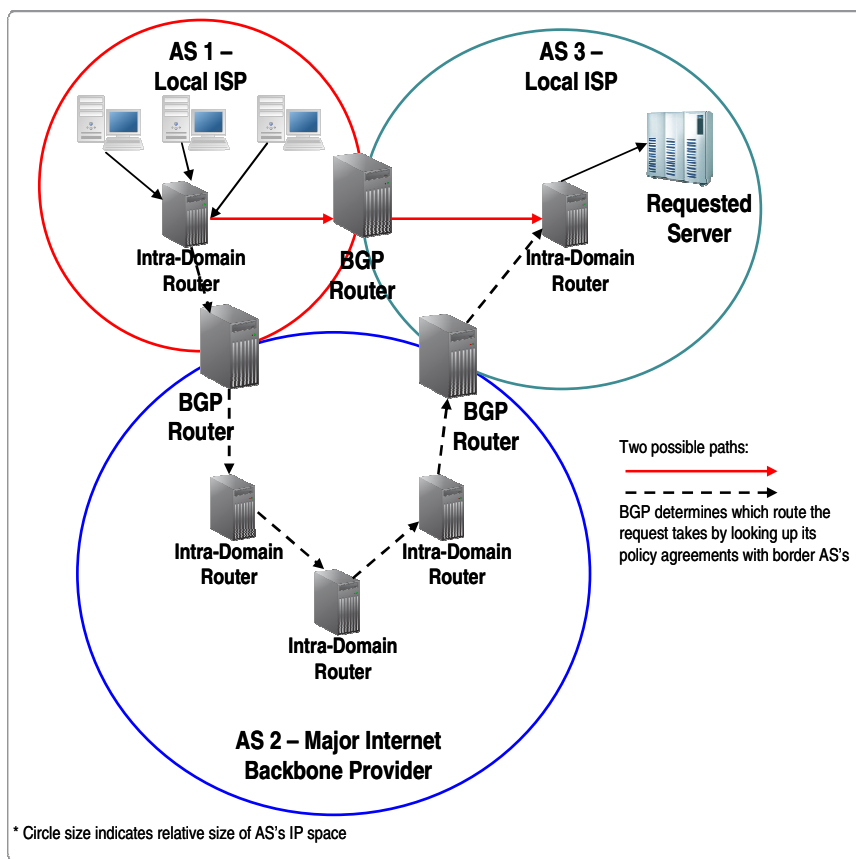 AS 1 –
Local ISP
AS 3 –
Local ISP
Requested
Server
Intra-Domain
Router
BGP
Router
Intra-Domain
Router
BGP
Router
BGP
Router
Two possible paths:
BGP determines which route the
request takes by looking up its
policy agreements with border AS's
Intra-Domain
Router
Intra-Domain
Router
Intra-Domain
Router
AS 2 – Major Internet
Backbone Provider
* Circle size indicates relative size of AS's IP space